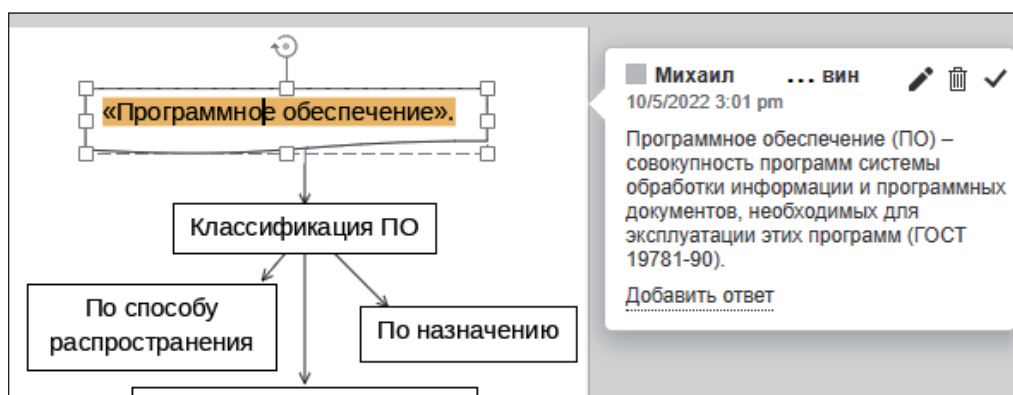 «Программное обеспечение».
Классификация ПО
По способу
распространения
По назначению
Михаил ... вин
10/5/2022 3:01 pm
Программное обеспечение (ПО) –
совокупность программ системы
обработки информации и программных
документов, необходимых для
эксплуатации этих программ (ГОСТ
19781-90).
Добавить ответ